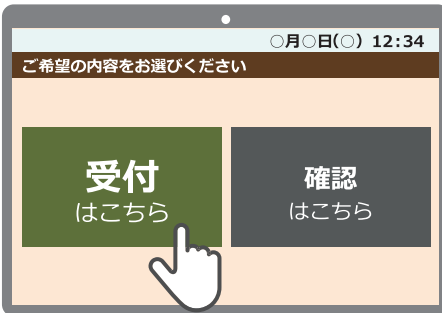 ○月○日(○) 12:34
ご希望の内容をお選びください
受付
はこちら
確認
はこちら